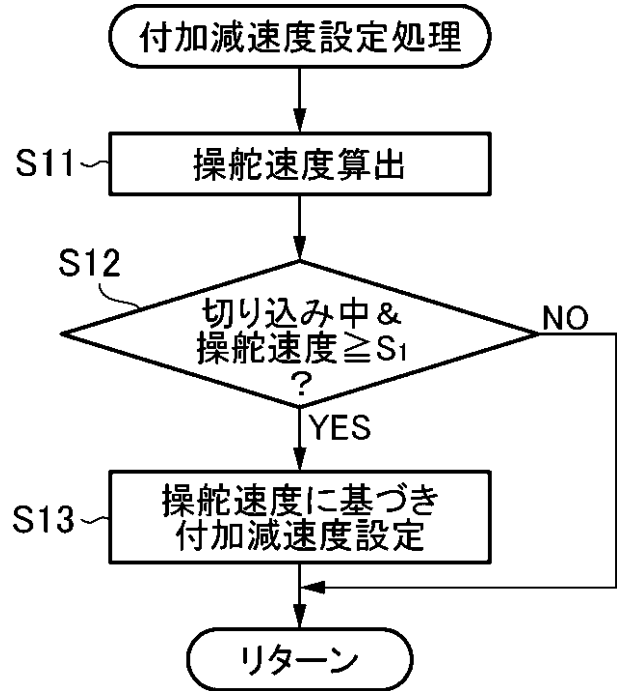 付加減速度設定処理
S11
操舵速度算出
S12
切り込み中&
操舵速度≧S1
?
NO
YES
S13
操舵速度に基づき
付加減速度設定
リターン